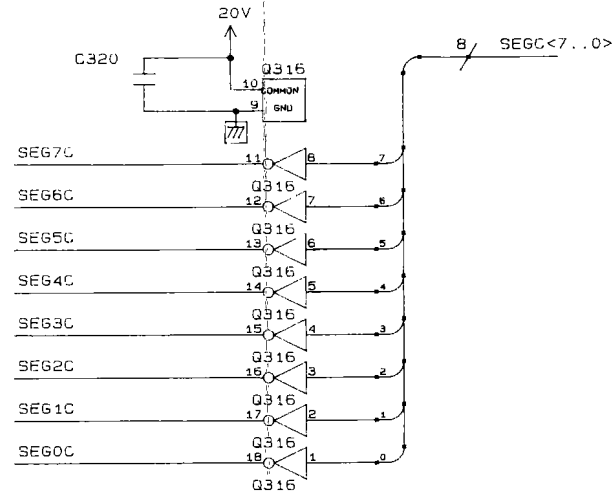 20V
8 SEGC<7..0>
C320
Q316
10 COMMON
9 GND
SEG7C 11 8 7
Q316
SEG6C 12 7 6
Q316
SEG5C 13 6 5
Q316
SEG4C 14 5 4
Q316
SEG3C 15 4 3
Q316
SEG2C 16 3 2
Q316
SEG1C 17 2 1
Q316
SEG0C 18 1 0
Q316